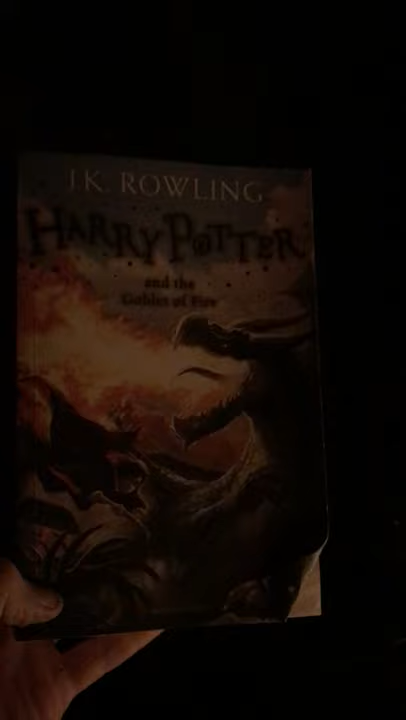 J.K. ROWLING
HARRY POTTER
and the
Goblet of Fire